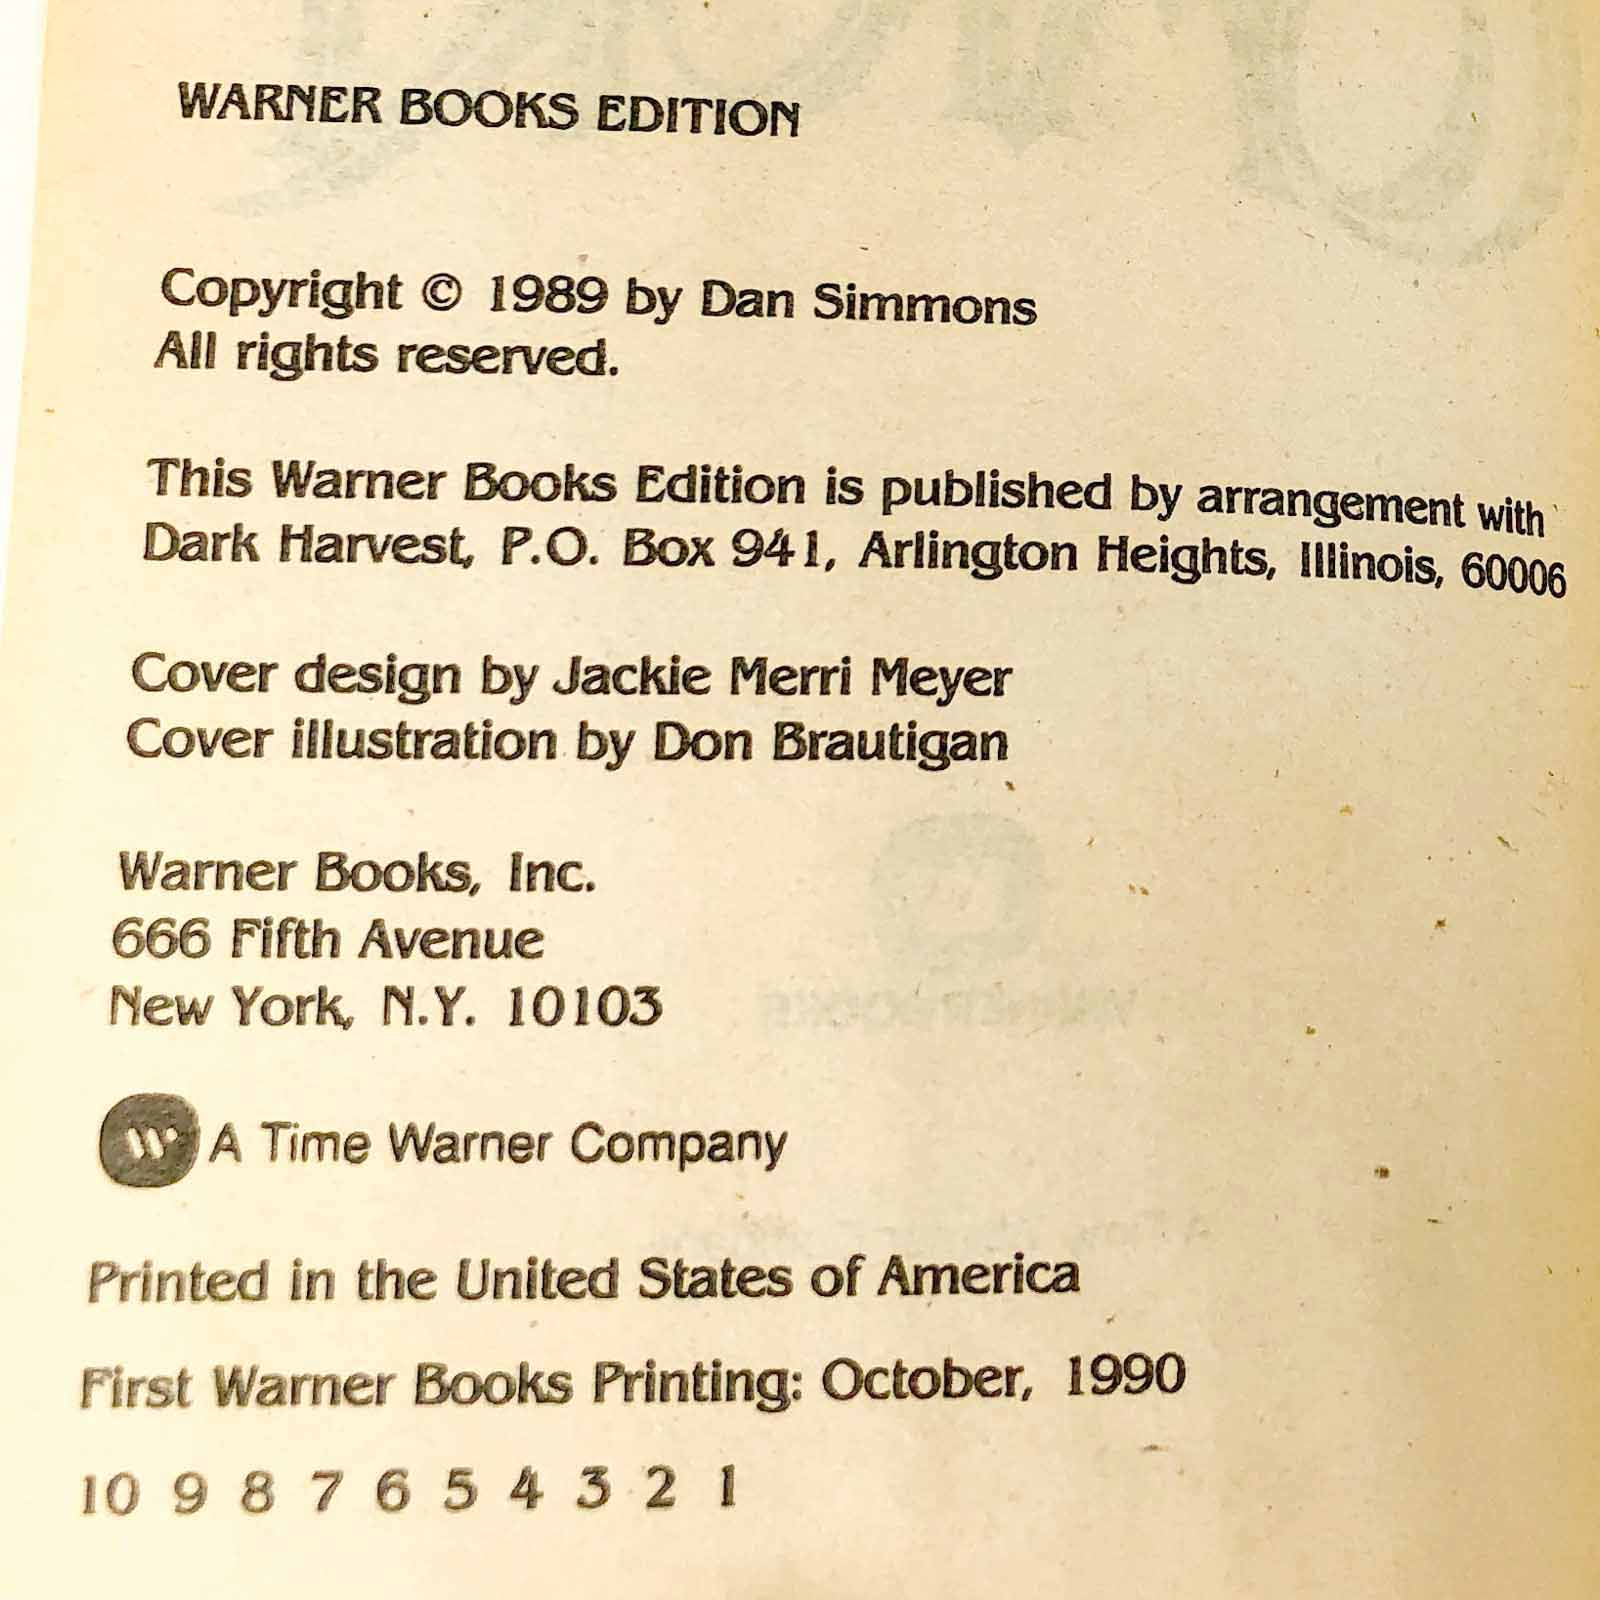 WARNER BOOKS EDITION
Copyright © 1989 by Dan Simmons
All rights reserved.
This Warner Books Edition is published by arrangement with
Dark Harvest, P.O. Box 941, Arlington Heights, Illinois, 60006
Cover design by Jackie Merri Meyer
Cover illustration by Don Brautigan
Warner Books, Inc.
666 Fifth Avenue
New York, N.Y. 10103
W A Time Warner Company
Printed in the United States of America
First Warner Books Printing: October, 1990
10 9 8 7 6 5 4 3 2 1